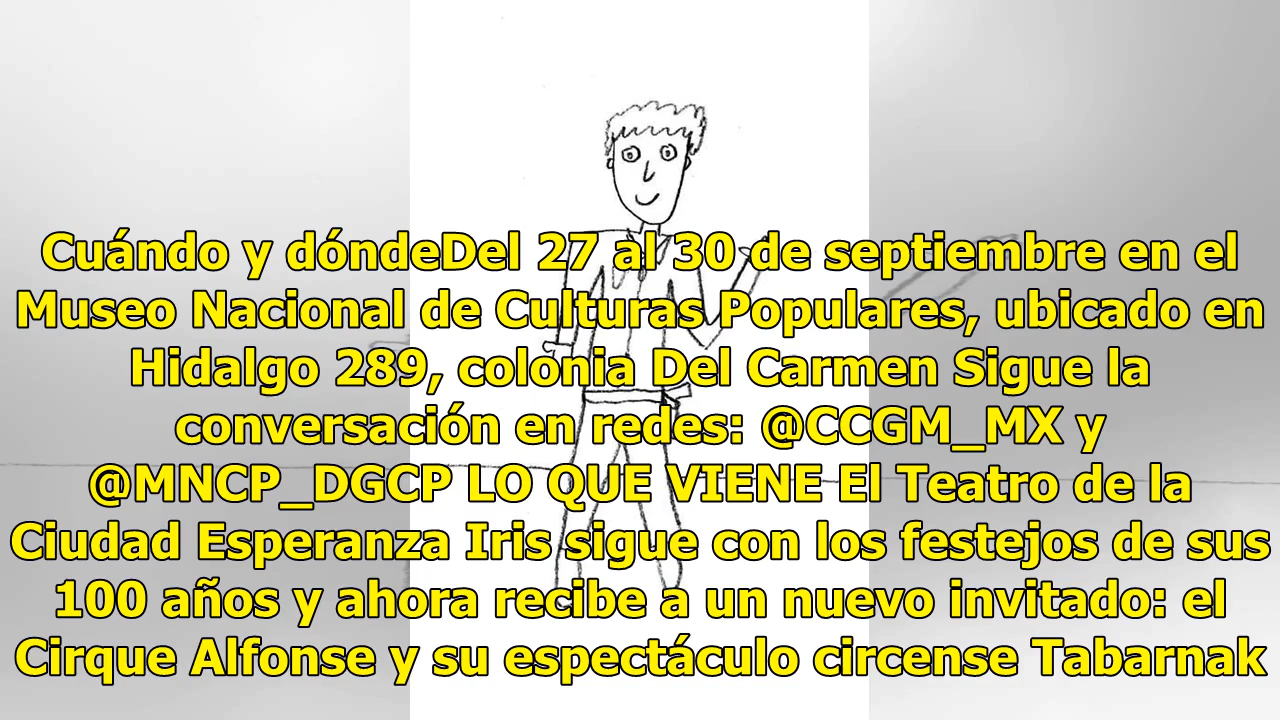 Cuándo y dóndeDel 27 al 30 de septiembre en el
Museo Nacional de Culturas Populares, ubicado en
Hidalgo 289, colonia Del Carmen Sigue la
conversación en redes: @CCGM_MX y
@MNCP_DGCP LO QUE VIENE El Teatro de la
Ciudad Esperanza Iris sigue con los festejos de sus
100 años y ahora recibe a un nuevo invitado: el
Cirque Alfonse y su espectáculo circense Tabarnak